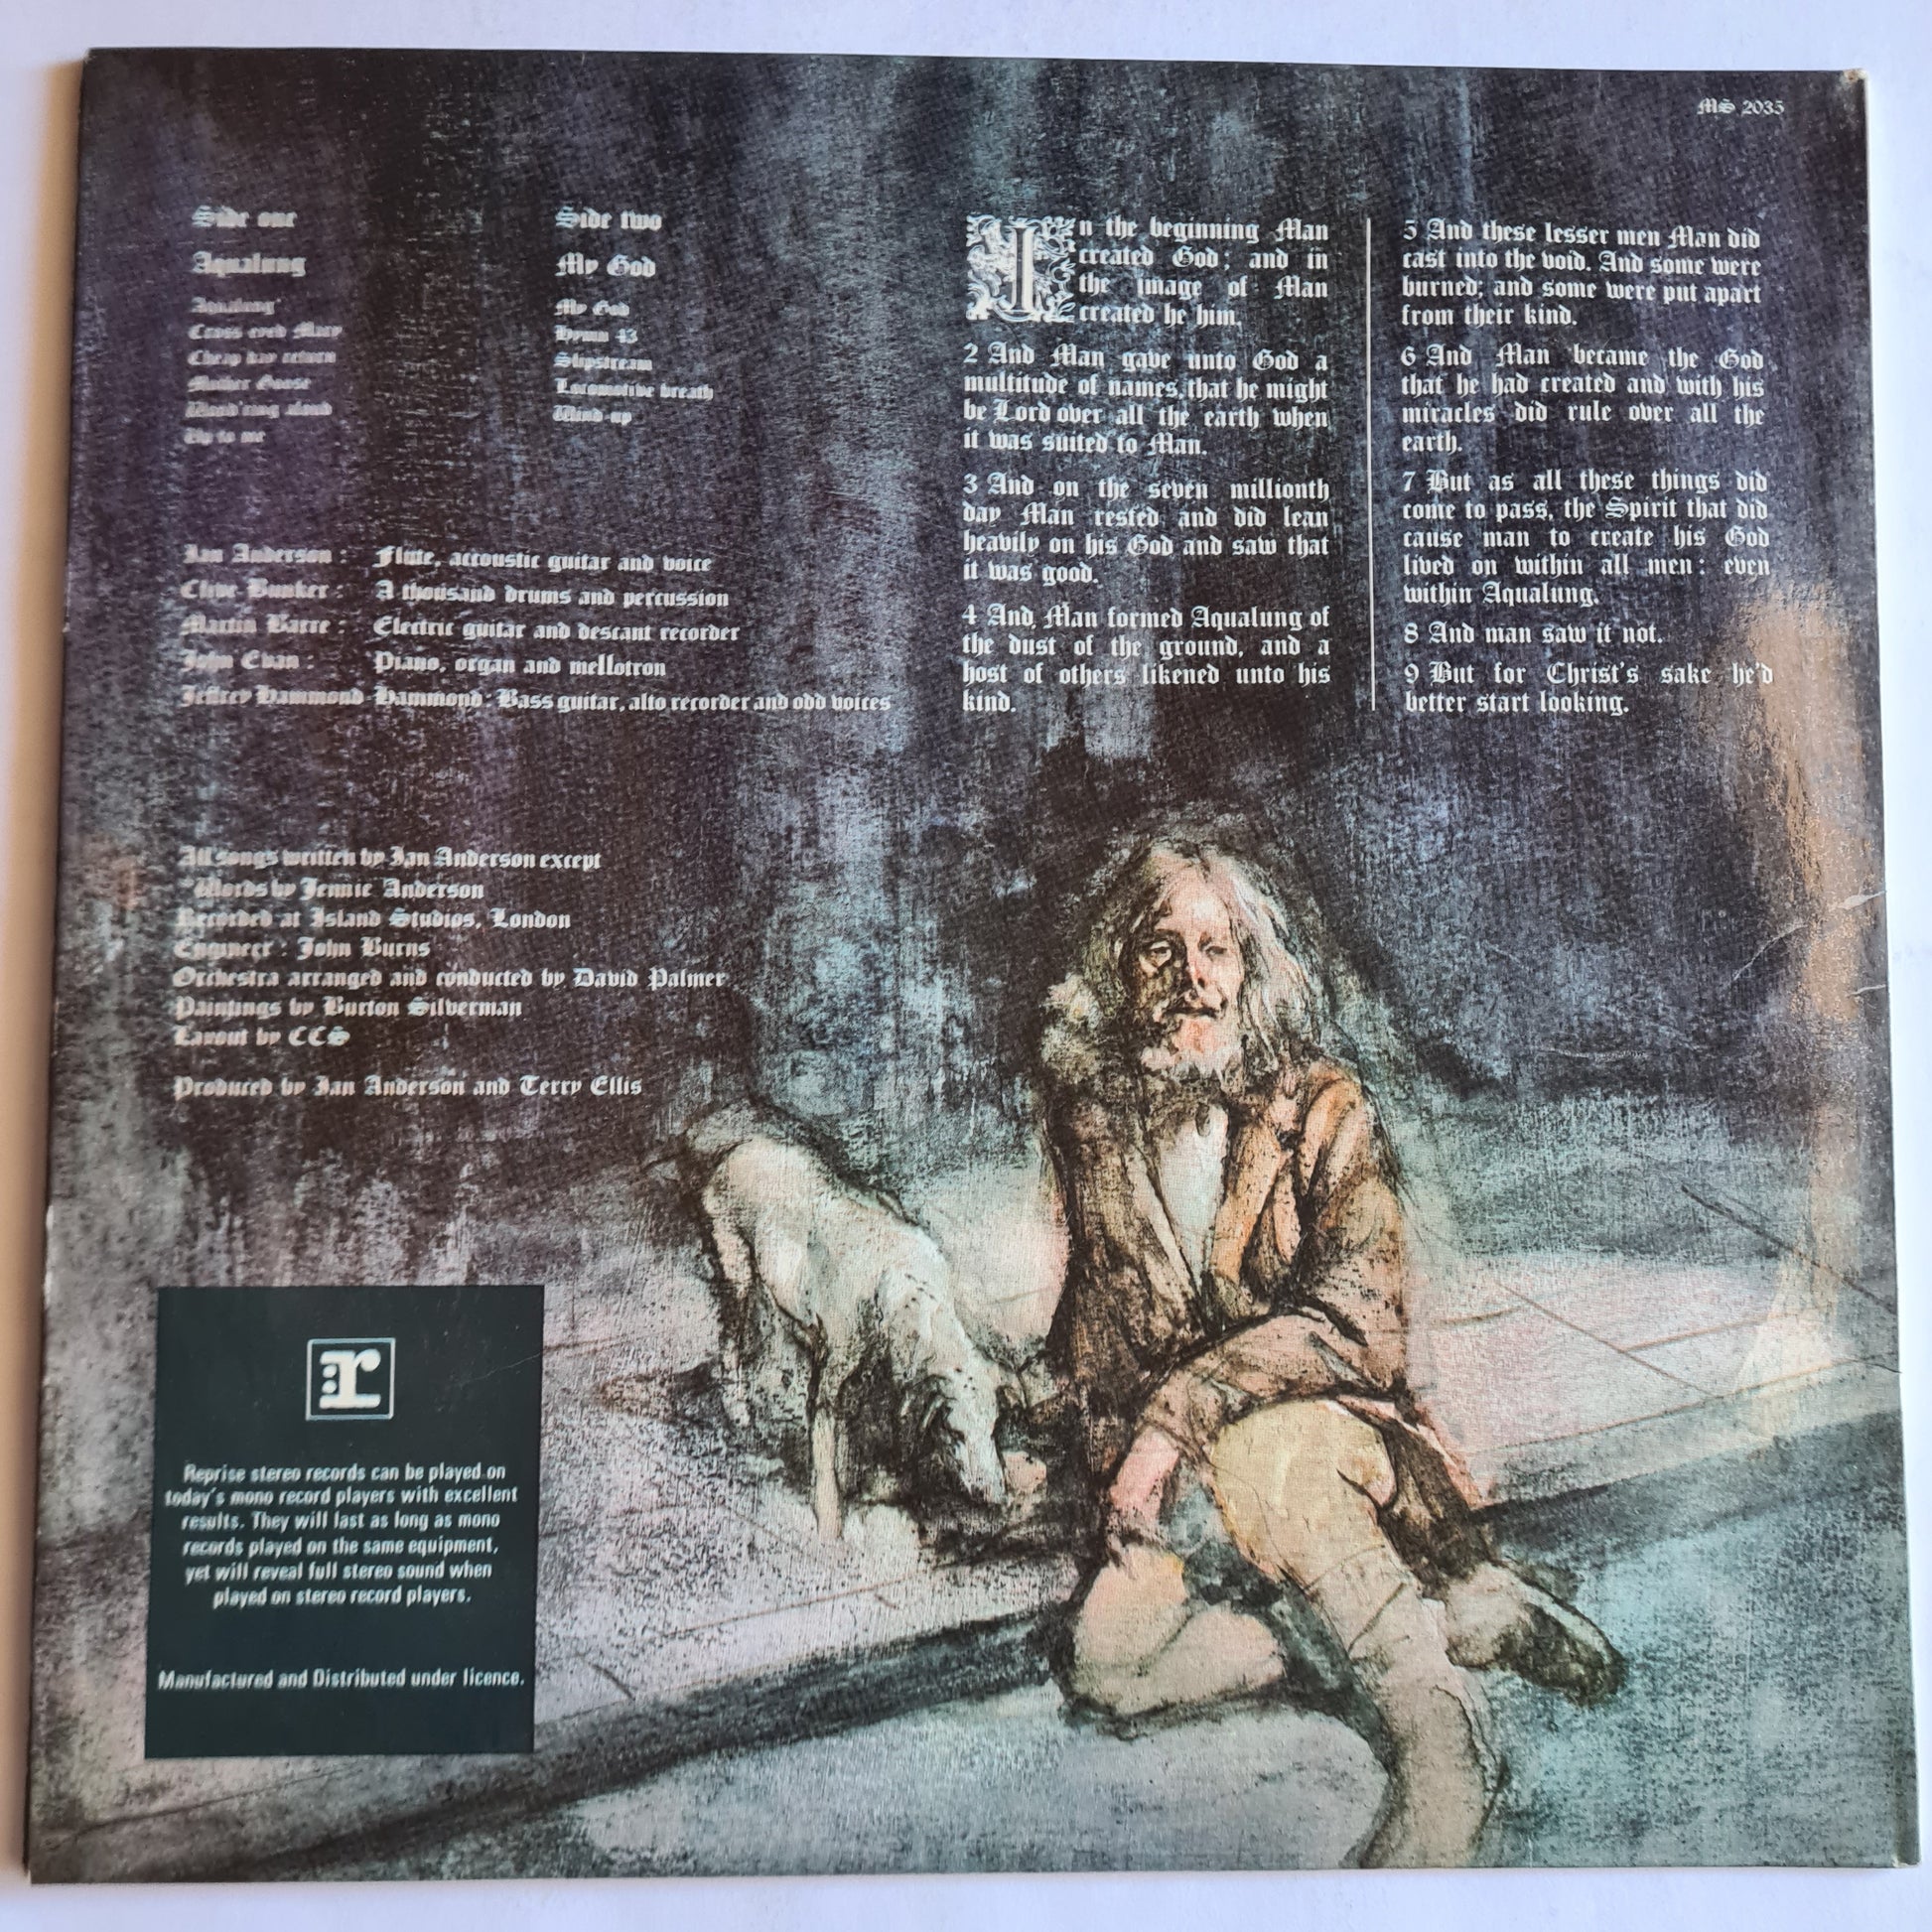 MS 2035
Side one
Aqualung
Aqualung*
Cross eyed Mary
Cheap day return
Mother Goose
Wond'ring aloud
Up to me
Side two
My God
My God
Hymn 43
Slipstream
Locomotive breath
Wind-up
Ian Anderson : Flute, accoustic guitar and voice
Clive Bunker : A thousand drums and percussion
Martin Barre : Electric guitar and descant recorder
John Evan : Piano, organ and mellotron
Jeffrey Hammond-Hammond : Bass guitar, alto recorder and odd voices
All songs written by Ian Anderson except
*Words by Jennie Anderson
Recorded at Island Studios, London
Engineer : John Burns
Orchestra arranged and conducted by David Palmer
Paintings by Burton Silverman
Layout by CCS
Produced by Ian Anderson and Terry Ellis
In the beginning Man
created God; and in
the image of Man
created he him.
2 And Man gave unto God a
multitude of names, that he might
be Lord over all the earth when
it was suited to Man.
3 And on the seven millionth
day Man rested and did lean
heavily on his God and saw that
it was good.
4 And Man formed Aqualung of
the dust of the ground, and a
host of others likened unto his
kind.
5 And these lesser men Man did
cast into the void. And some were
burned; and some were put apart
from their kind.
6 And Man became the God
that he had created and with his
miracles did rule over all the
earth.
7 But as all these things did
come to pass, the Spirit that did
cause man to create his God
lived on within all men: even
within Aqualung.
8 And man saw it not.
9 But for Christ's sake he'd
better start looking.
r
Reprise stereo records can be played on
today's mono record players with excellent
results. They will last as long as mono
records played on the same equipment,
yet will reveal full stereo sound when
played on stereo record players.
Manufactured and Distributed under licence.